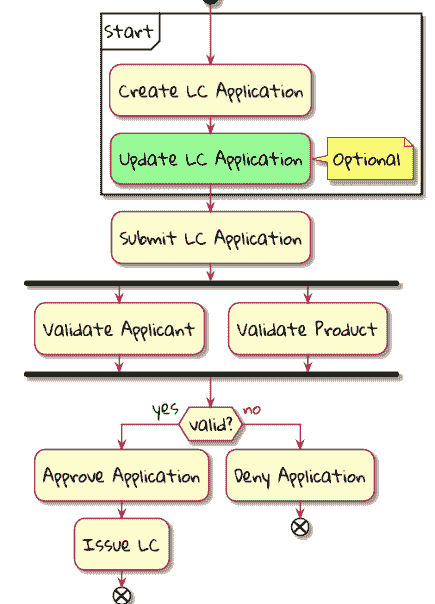 Start
Create LC Application
Update LC Application
Optional
Submit LC Application
Validate Applicant
Validate Product
yes
valid?
no
Approve Application
Deny Application
Issue LC